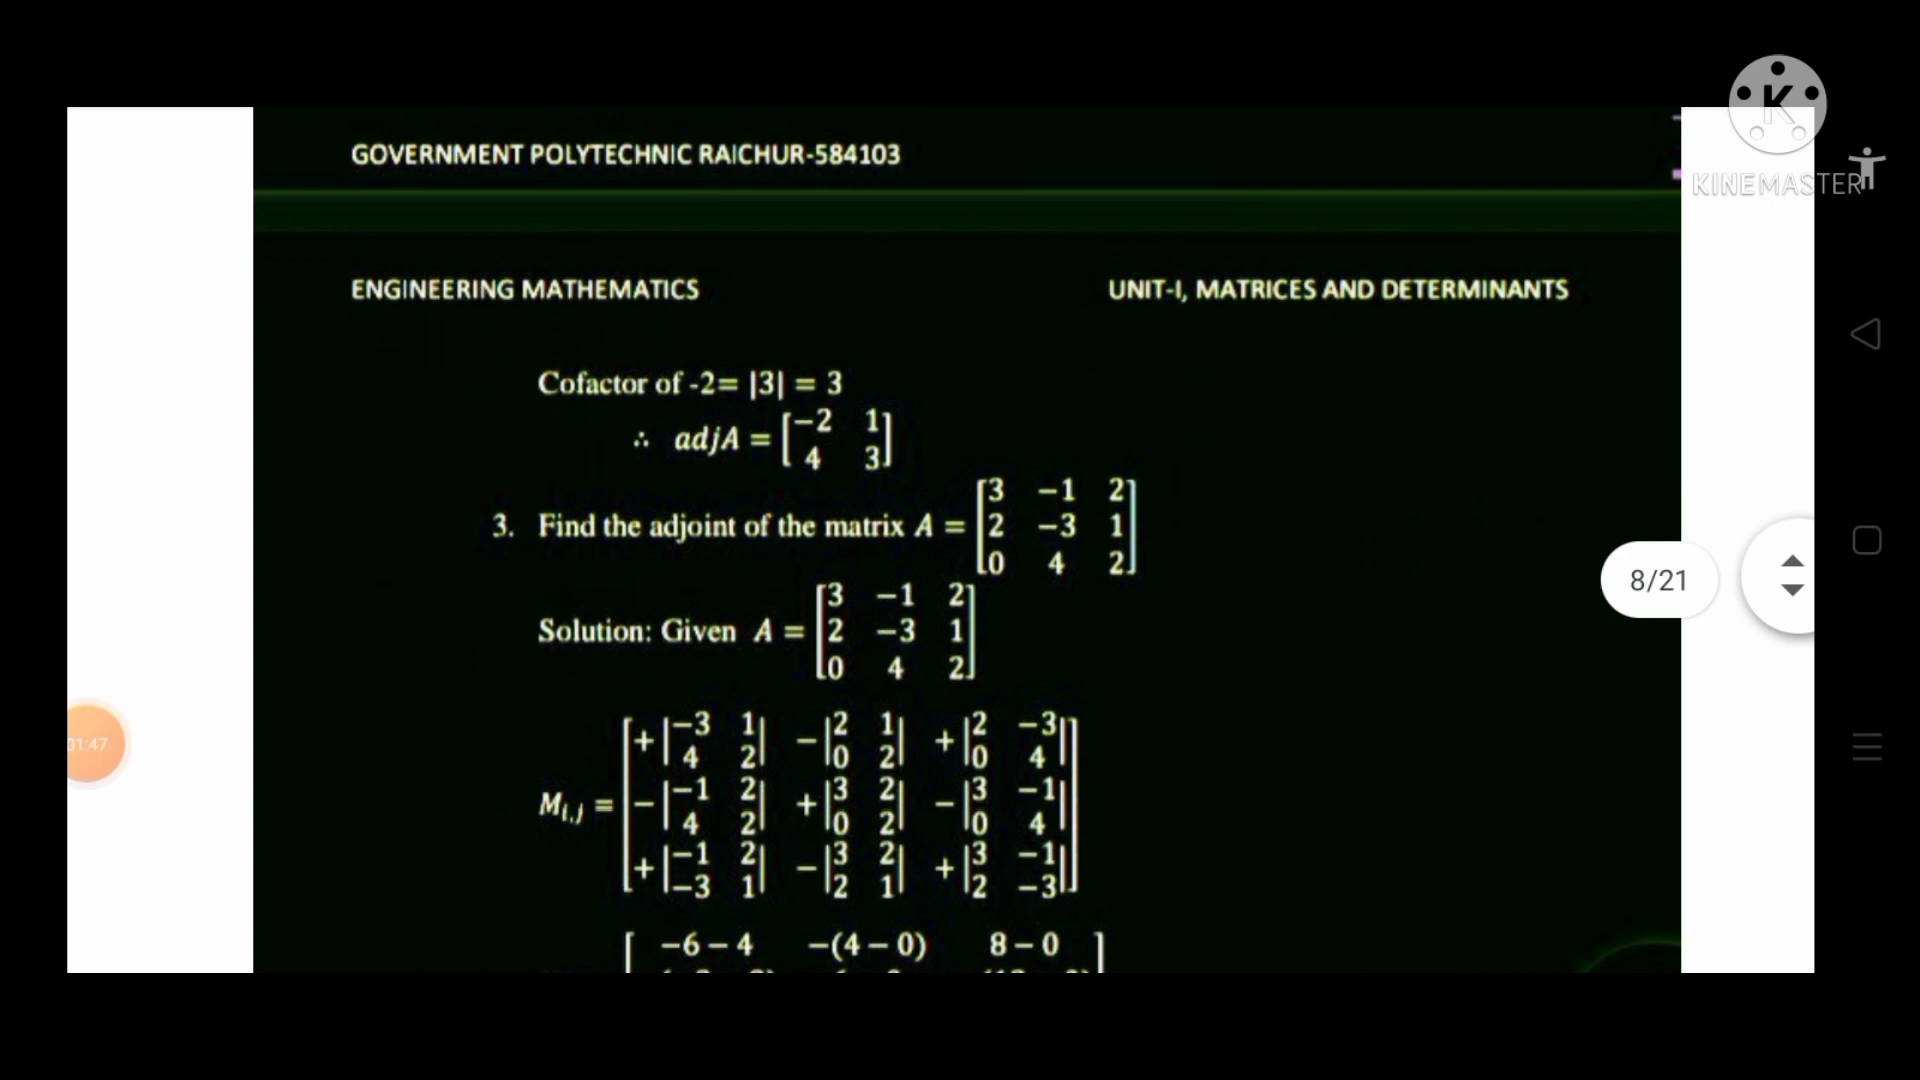 K
KINEMASTER
GOVERNMENT POLYTECHNIC RAICHUR-584103
ENGINEERING MATHEMATICS UNIT-I, MATRICES AND DETERMINANTS
Cofactor of -2= |3| = 3
∴ adjA = [−2 1
4 3]
3. Find the adjoint of the matrix A = [3 −1 2
2 −3 1
0 4 2]
Solution: Given A = [3 −1 2
2 −3 1
0 4 2]
M_{i,j} = [+|−3 1| −|2 1| +|2 −3|
|4 2| |0 2| |0 4|
−|−1 2| +|3 2| −|3 −1|
|4 2| |0 2| |0 4|
+|−1 2| −|3 2| +|3 −1|
|−3 1| |2 1| |2 −3|]
[−6 − 4 −(4 − 0) 8 − 0]
8/21
01:47